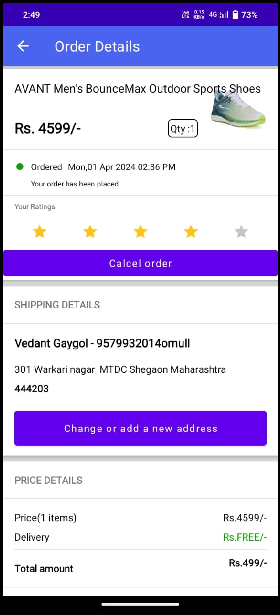 2:49
4G
73%
Order Details
AVANT Men's BounceMax Outdoor Sports Shoes
Rs. 4599/-
Qty :1
Ordered Mon,01 Apr 2024 02:36 PM
Your order has been placed
Your Ratings
Calcel order
SHIPPING DETAILS
Vedant Gaygol - 9579932014omull
301 Warkari nagar MTDC Shegaon Maharashtra
444203
Change or add a new address
PRICE DETAILS
Price(1 items) Rs.4599/-
Delivery Rs.FREE/-
Total amount Rs.499/-